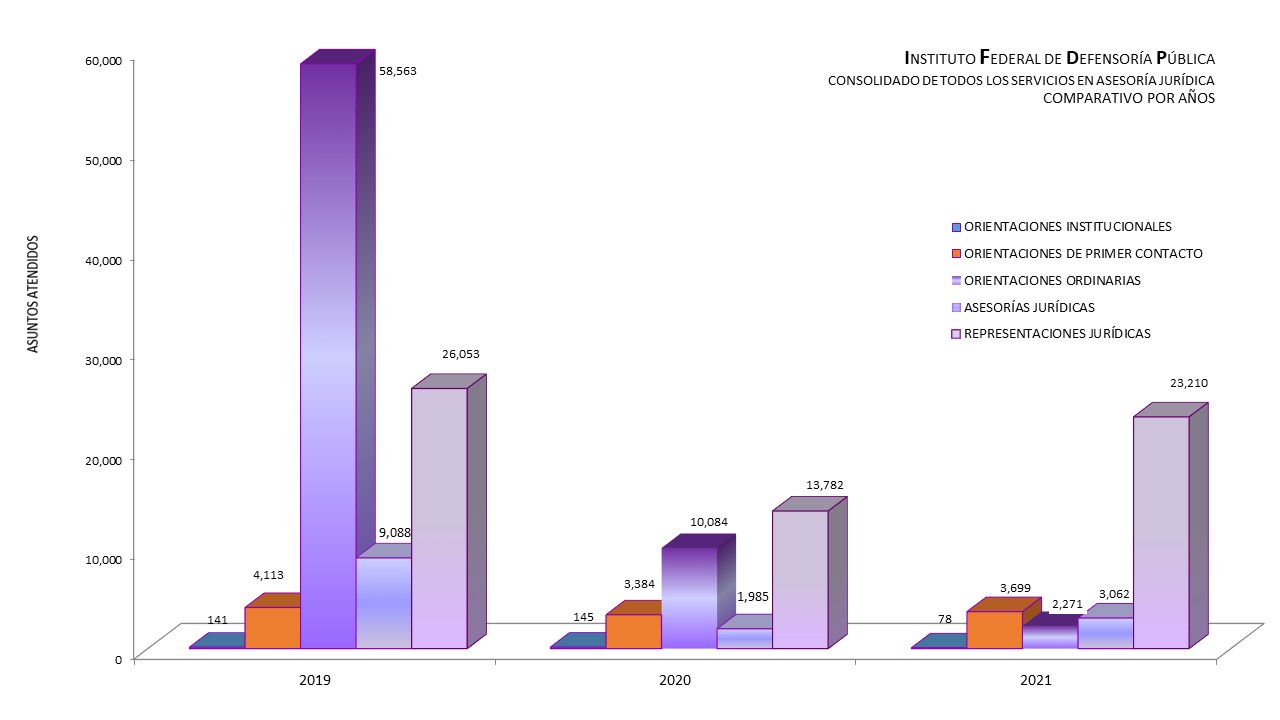 INSTITUTO FEDERAL DE DEFENSORÍA PÚBLICA
CONSOLIDADO DE TODOS LOS SERVICIOS EN ASESORÍA JURÍDICA
COMPARATIVO POR AÑOS
ASUNTOS ATENDIDOS
60,000
50,000
40,000
30,000
20,000
10,000
0
58,563
26,053
9,088
4,113
141
145
3,384
10,084
1,985
13,782
78
3,699
2,271
3,062
23,210
ORIENTACIONES INSTITUCIONALES
ORIENTACIONES DE PRIMER CONTACTO
ORIENTACIONES ORDINARIAS
ASESORÍAS JURÍDICAS
REPRESENTACIONES JURÍDICAS
2019
2020
2021